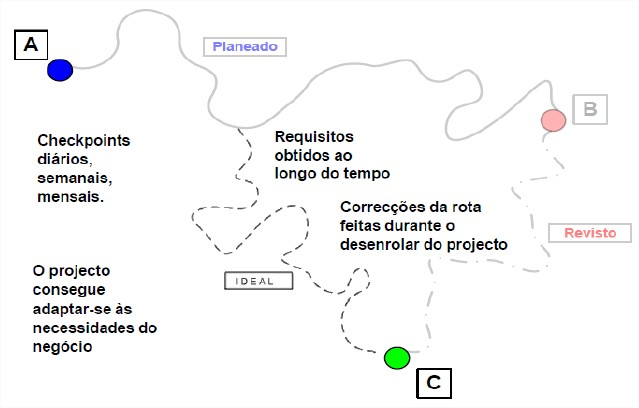 A
Planeado
B
Checkpoints
diários,
semanais,
mensais.
Requisitos
obtidos ao
longo do tempo
Correcções da rota
feitas durante o
desenrolar do projecto
Revisto
O projecto
consegue
adaptar-se às
necessidades do
negócio
IDEAL
C